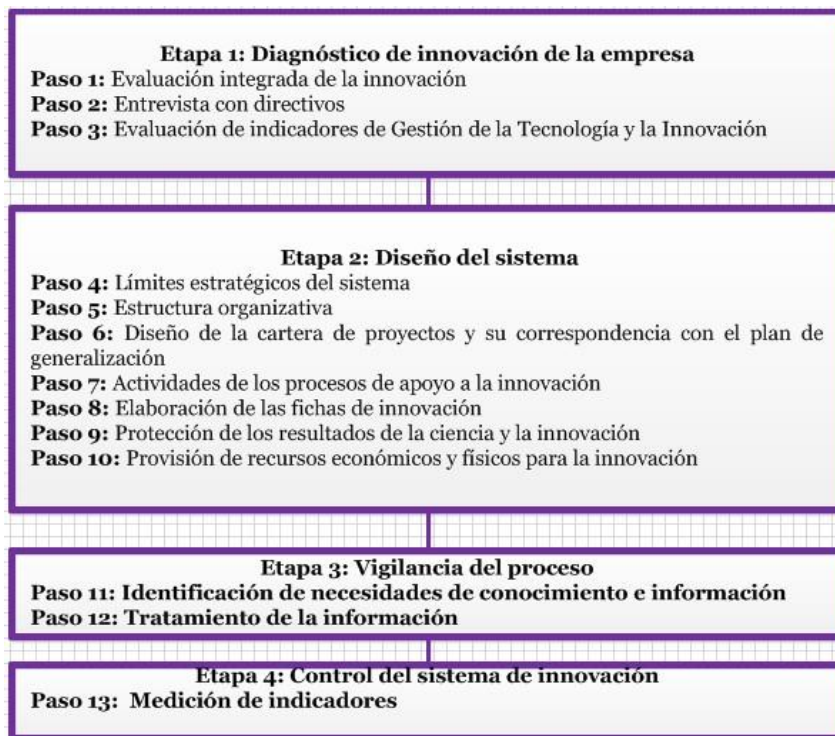 Etapa 1: Diagnóstico de innovación de la empresa
Paso 1: Evaluación integrada de la innovación
Paso 2: Entrevista con directivos
Paso 3: Evaluación de indicadores de Gestión de la Tecnología y la Innovación
Etapa 2: Diseño del sistema
Paso 4: Límites estratégicos del sistema
Paso 5: Estructura organizativa
Paso 6: Diseño de la cartera de proyectos y su correspondencia con el plan de
generalización
Paso 7: Actividades de los procesos de apoyo a la innovación
Paso 8: Elaboración de las fichas de innovación
Paso 9: Protección de los resultados de la ciencia y la innovación
Paso 10: Provisión de recursos económicos y físicos para la innovación
Etapa 3: Vigilancia del proceso
Paso 11: Identificación de necesidades de conocimiento e información
Paso 12: Tratamiento de la información
Etapa 4: Control del sistema de innovación
Paso 13: Medición de indicadores